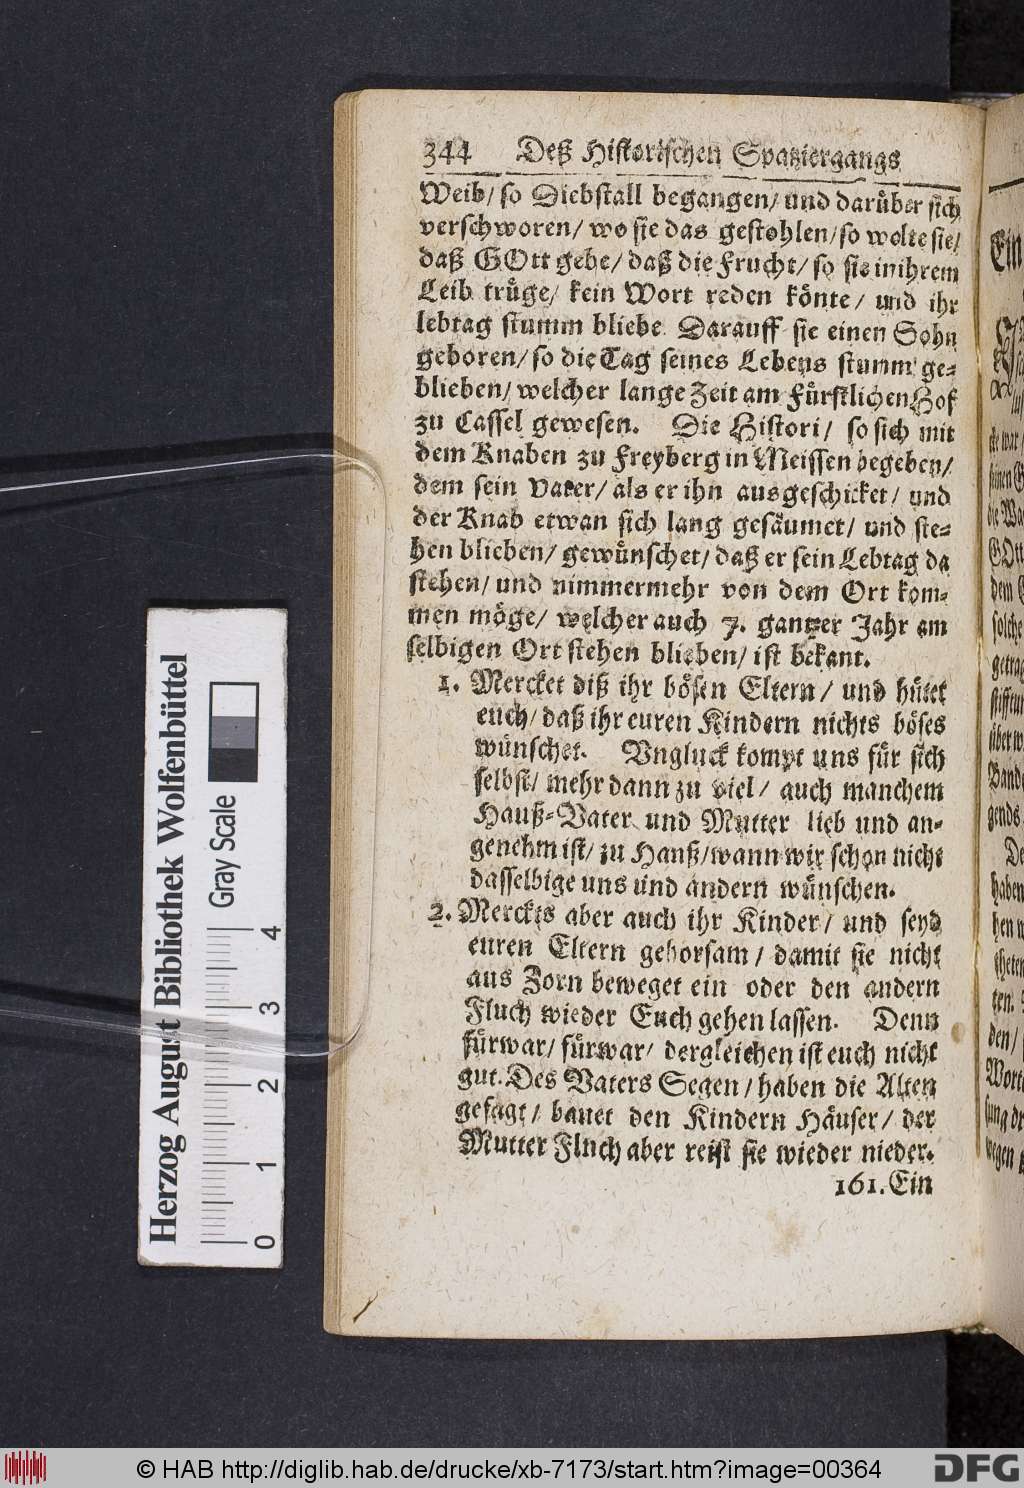 344 Deß Historischen Spatziergangs
Weib/ so Diebstall begangen/ und darüber sich
verschworen/ wo sie das gestohlen/ so wolte sie/
daß GOtt gebe/ daß die Frucht/ so sie in ihrem
Leib trüge/ kein Wort reden könte/ und ihr
lebtag stumm bliebe. Darauff sie einen Sohn
geboren/ so die Tag seines Lebens stumm ge-
blieben/ welcher lange Zeit am Fürstlichen Hof
zu Cassel gewesen. Die Histori/ so sich mit
dem Knaben zu Freyberg in Meissen begeben/
dem sein Vater/ als er ihn ausgeschicket/ und
der Knab etwan sich lang gesäumet/ und ste-
hen blieben/ gewünschet/ daß er sein Lebtag da
stehen/ und nimmermehr von dem Ort kom-
men möge/ welcher auch 7. gantzer Jahr am
selbigen Ort stehen blieben/ ist bekant.
1. Mercket diß ihr bösen Eltern/ und hütet
euch/ daß ihr euren Kindern nichts böses
wünschet. Vngluck kompt uns für sich
selbst/ mehr dann zu viel/ auch manchem
Hauß-Vater und Mutter lieb und an-
genehm ist/ zu Hauß/ wann wir schon nicht
dasselbige uns und andern wünschen.
2. Merckts aber auch ihr Kinder/ und seyd
euren Eltern gehorsam/ damit sie nicht
aus Zorn beweget ein oder den andern
Fluch wieder Euch gehen lassen. Denn
fürwar/ fürwar/ dergleichen ist euch nicht
gut. Des Vaters Segen/ haben die Alten
gesagt/ bauet den Kindern Häuser/ der
Mutter Fluch aber reist sie wieder nieder.
161. Ein
Herzog August Bibliothek Wolfenbüttel
Gray Scale
0 1 2 3 4
© HAB http://diglib.hab.de/drucke/xb-7173/start.htm?image=00364
DFG